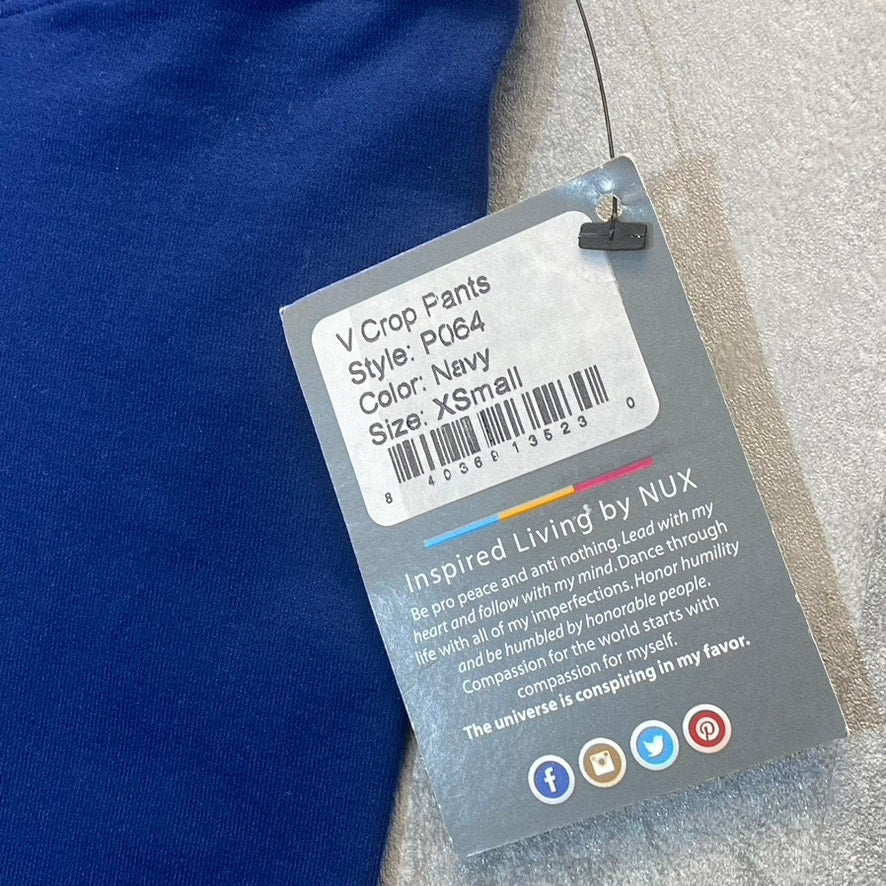 V Crop Pants
Style: P064
Color: Navy
Size: XSmall
8 40368 13523 0
Inspired Living by NUX
Be pro peace and anti nothing. Lead with my
heart and follow with my mind. Dance through
life with all of my imperfections. Honor humility
and be humbled by honorable people.
Compassion for the world starts with
compassion for myself.
The universe is conspiring in my favor.